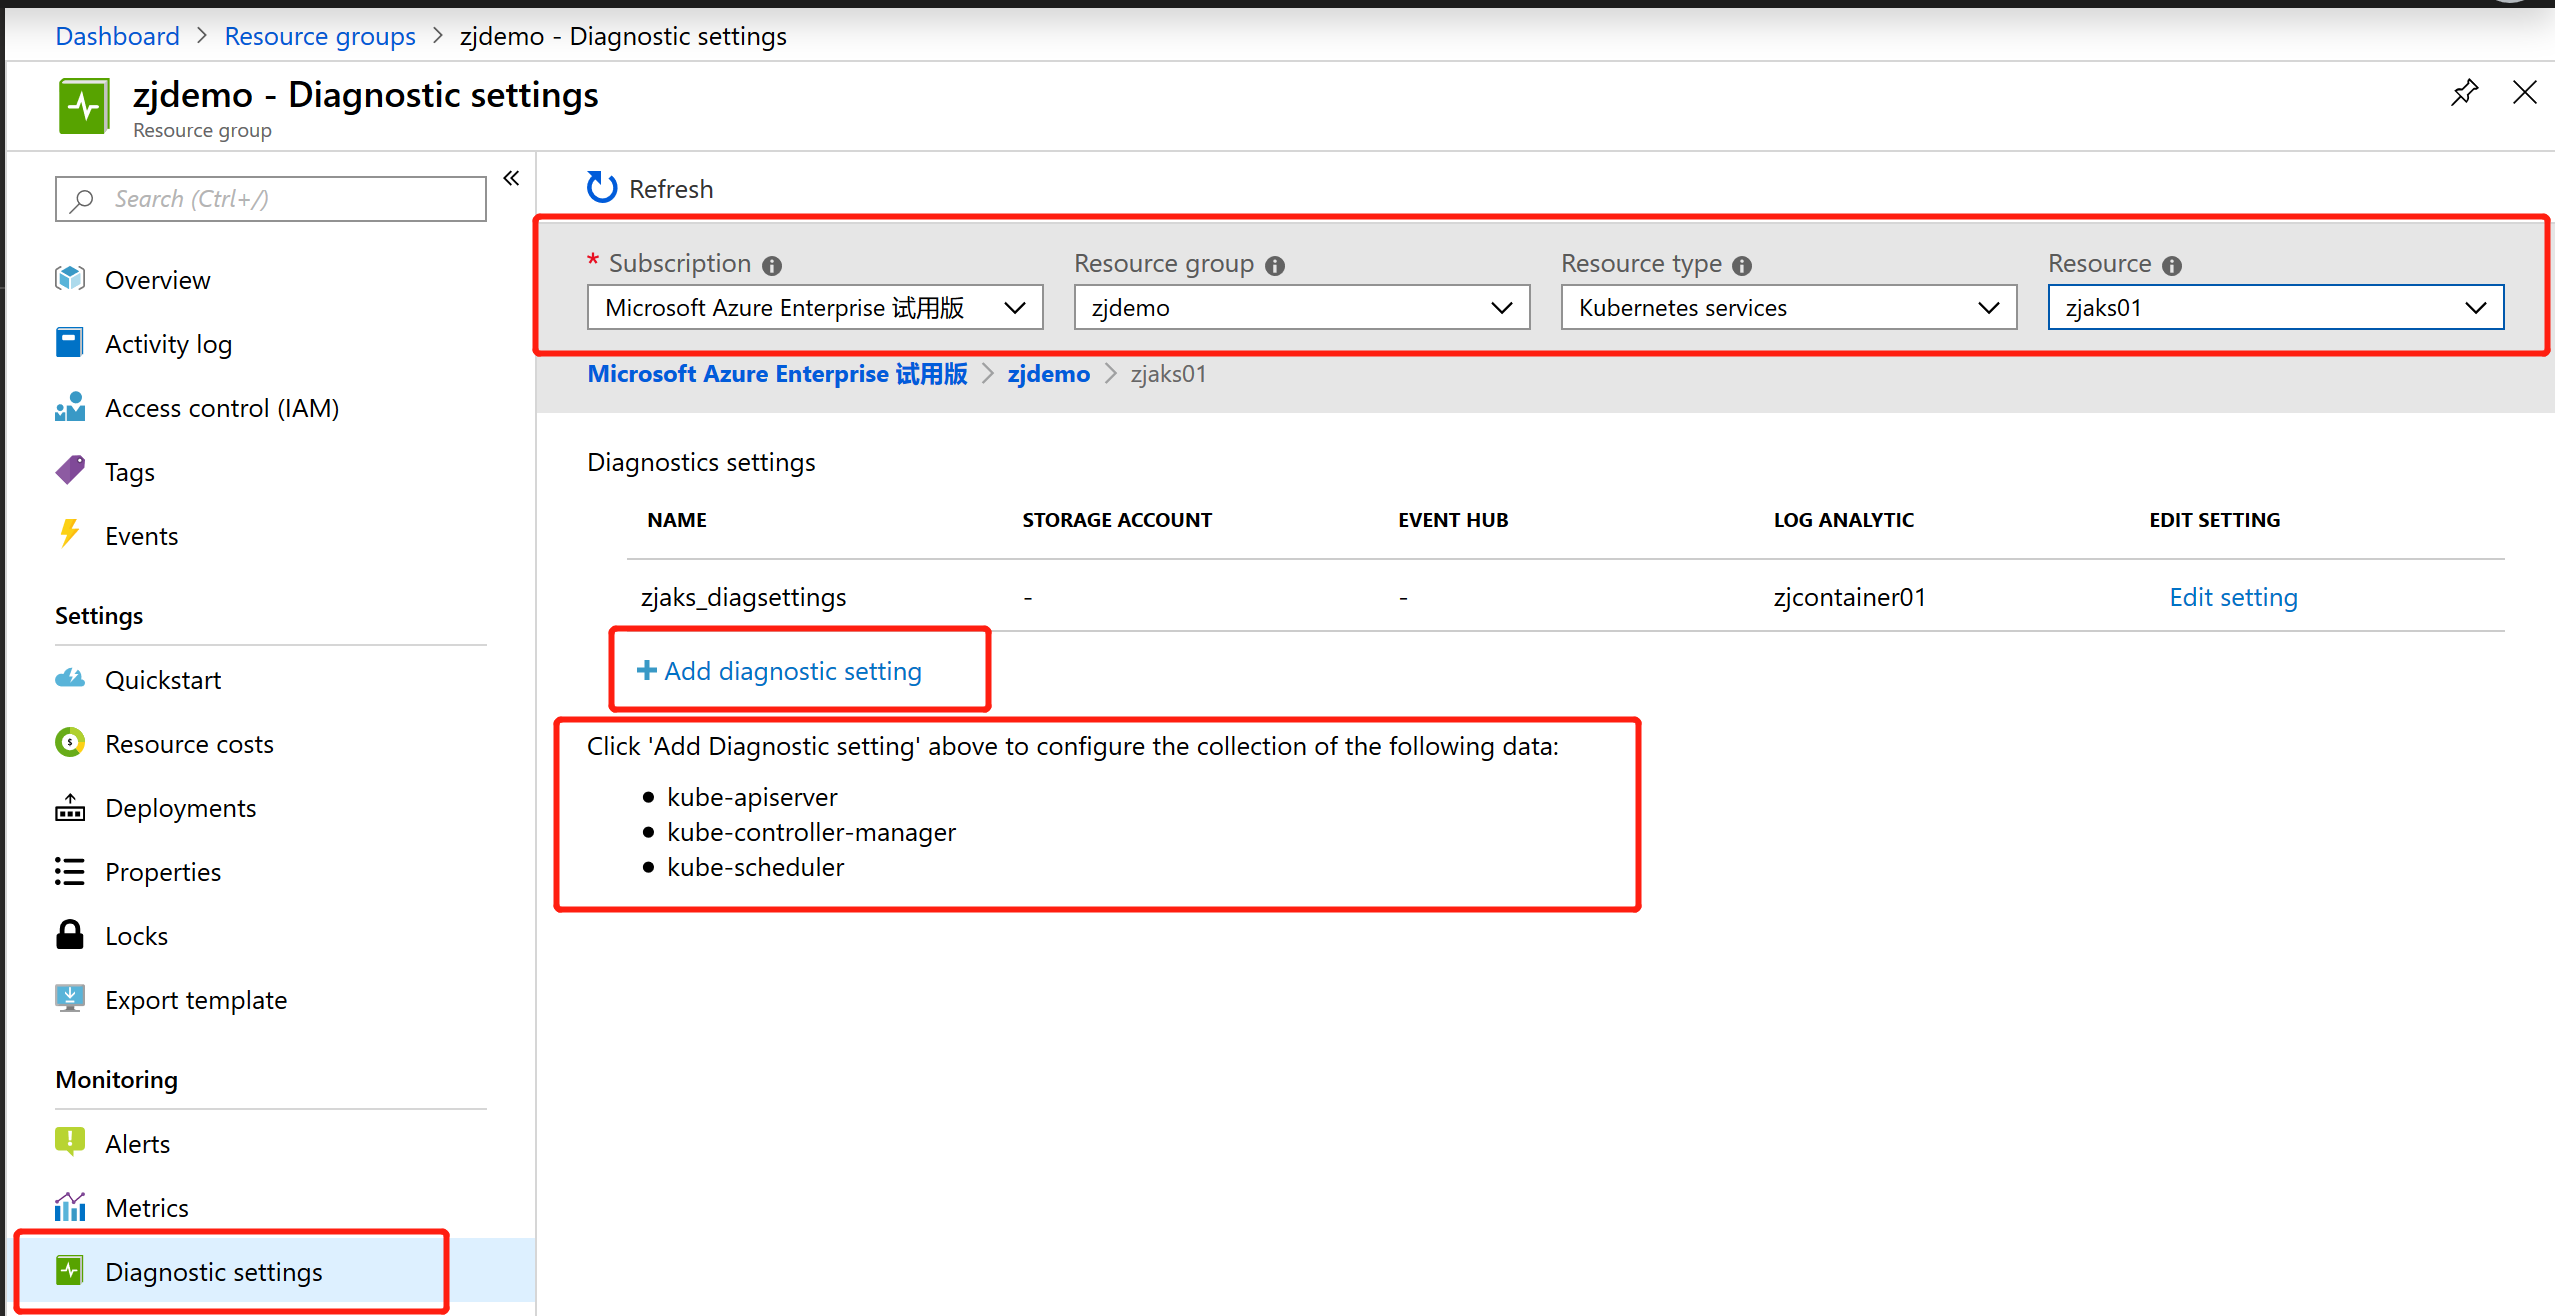 Dashboard > Resource groups > zjdemo - Diagnostic settings
zjdemo - Diagnostic settings
Resource group
Search (Ctrl+/)
Overview
Activity log
Access control (IAM)
Tags
Events
Settings
Quickstart
Resource costs
Deployments
Properties
Locks
Export template
Monitoring
Alerts
Metrics
Diagnostic settings
Refresh
* Subscription Resource group Resource type Resource
Microsoft Azure Enterprise 试用版 zjdemo Kubernetes services zjaks01
Microsoft Azure Enterprise 试用版 > zjdemo > zjaks01
Diagnostics settings
NAME STORAGE ACCOUNT EVENT HUB LOG ANALYTIC EDIT SETTING
zjaks_diagsettings - - zjcontainer01 Edit setting
+ Add diagnostic setting
Click 'Add Diagnostic setting' above to configure the collection of the following data:
• kube-apiserver
• kube-controller-manager
• kube-scheduler